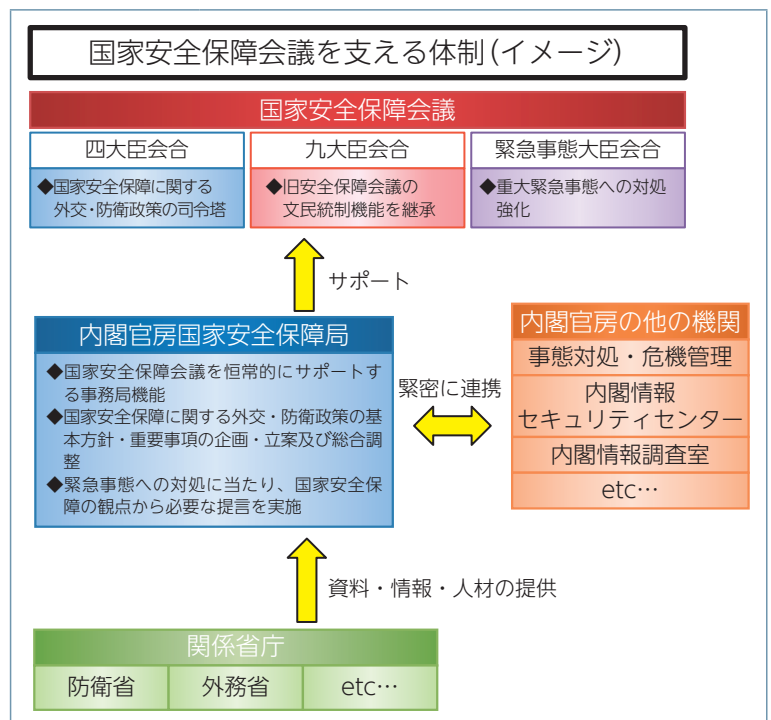 国家安全保障会議を支える体制(イメージ)
国家安全保障会議
四大臣会合
◆国家安全保障に関する
外交・防衛政策の司令塔
九大臣会合
◆旧安全保障会議の
文民統制機能を継承
緊急事態大臣会合
◆重大緊急事態への対処
強化
サポート
内閣官房国家安全保障局
◆国家安全保障会議を恒常的にサポートす
る事務局機能
◆国家安全保障に関する外交・防衛政策の基
本方針・重要事項の企画・立案及び総合調
整
◆緊急事態への対処に当たり、国家安全保
障の観点から必要な提言を実施
緊密に連携
内閣官房の他の機関
事態対処・危機管理
内閣情報
セキュリティセンター
内閣情報調査室
etc…
資料・情報・人材の提供
関係省庁
防衛省
外務省
etc…